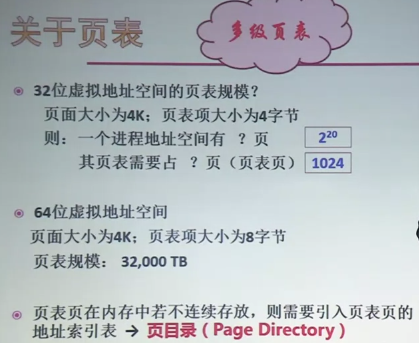 关于页表
多级页表
32位虚拟地址空间的页表规模?
页面大小为4K; 页表项大小为4字节
则: 一个进程地址空间有 ? 页 2²⁰
其页表需要占 ? 页 (页表页) 1024
64位虚拟地址空间
页面大小为4K; 页表项大小为8字节
页表规模: 32,000 TB
页表页在内存中若不连续存放，则需要引入页表页的
地址索引表 → 页目录 (Page Directory)